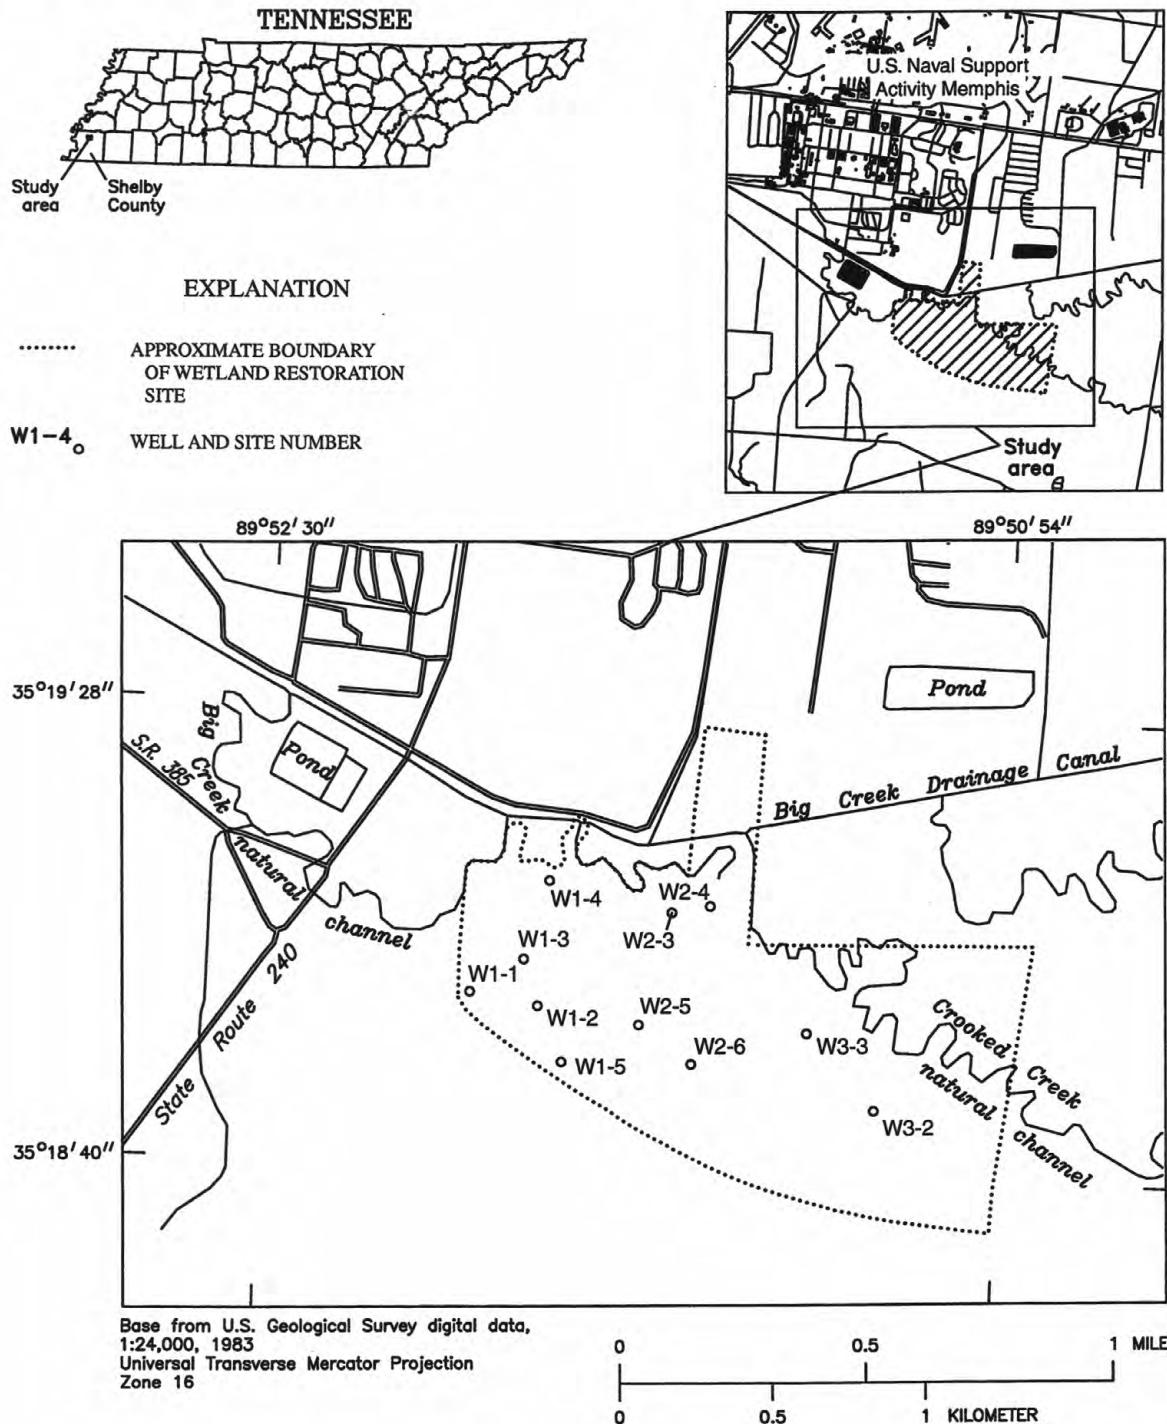 TENNESSEE
Study
area
Shelby
County
U.S. Naval Support
Activity Memphis
Study
area
EXPLANATION
APPROXIMATE BOUNDARY
OF WETLAND RESTORATION
SITE
W1-4
WELL AND SITE NUMBER
89°52'30"
89°50'54"
35°19'28"
35°18'40"
Big
Creek
natural
channel
S.R. 385
Pond
Pond
Big Creek Drainage Canal
State Route 240
W1-4
W2-4
W2-3
W1-3
W1-1
W1-2
W2-5
W1-5
W2-6
W3-3
W3-2
Crooked Creek
natural channel
Base from U.S. Geological Survey digital data,
1:24,000, 1983
Universal Transverse Mercator Projection
Zone 16
0 0.5 1 MILE
0 0.5 1 KILOMETER